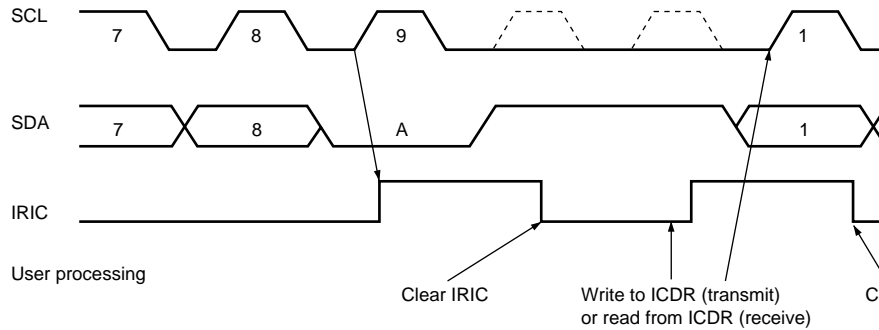 SCL 7 8 9 1
SDA 7 8 A 1
IRIC
User processing
Clear IRIC
Write to ICDR (transmit)
or read from ICDR (receive)
C